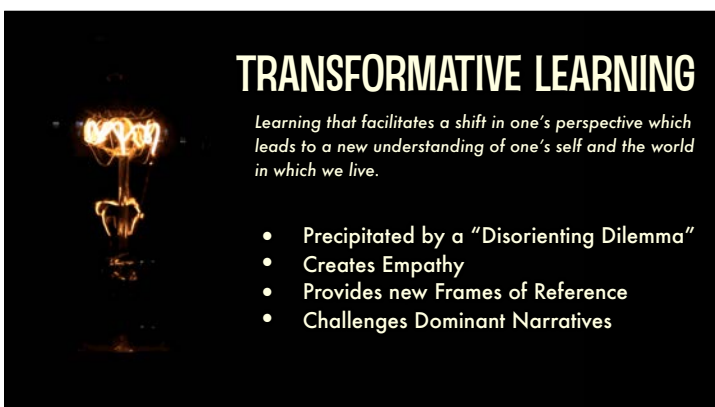 TRANSFORMATIVE LEARNING
Learning that facilitates a shift in one's perspective which
leads to a new understanding of one's self and the world
in which we live.
• Precipitated by a “Disorienting Dilemma”
• Creates Empathy
• Provides new Frames of Reference
• Challenges Dominant Narratives